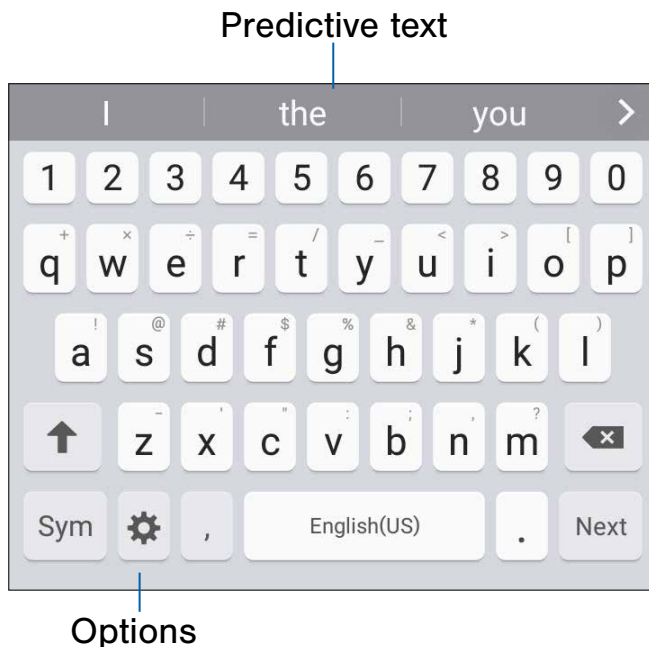 Predictive text
I the you >
1 2 3 4 5 6 7 8 9 0
+ × ÷ = / _ < > [ ]
q w e r t y u i o p
! @ # $ % & * ( )
a s d f g h j k l
- ' " : ; , ?
z x c v b n m
Sym , English(US) . Next
Options